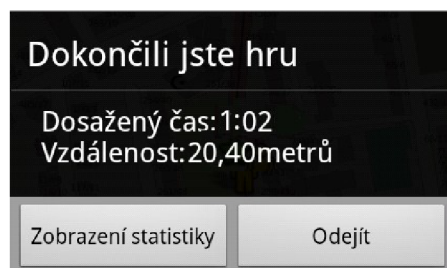 Dokončili jste hru
Dosažený čas:1:02
Vzdálenost:20,40metrů
Zobrazení statistiky
Odejít